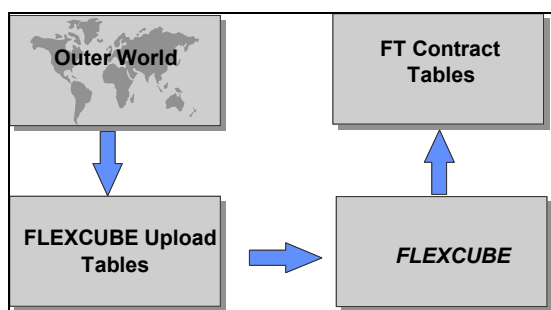 Outer World
FT Contract
Tables
FLEXCUBE Upload
Tables
FLEXCUBE